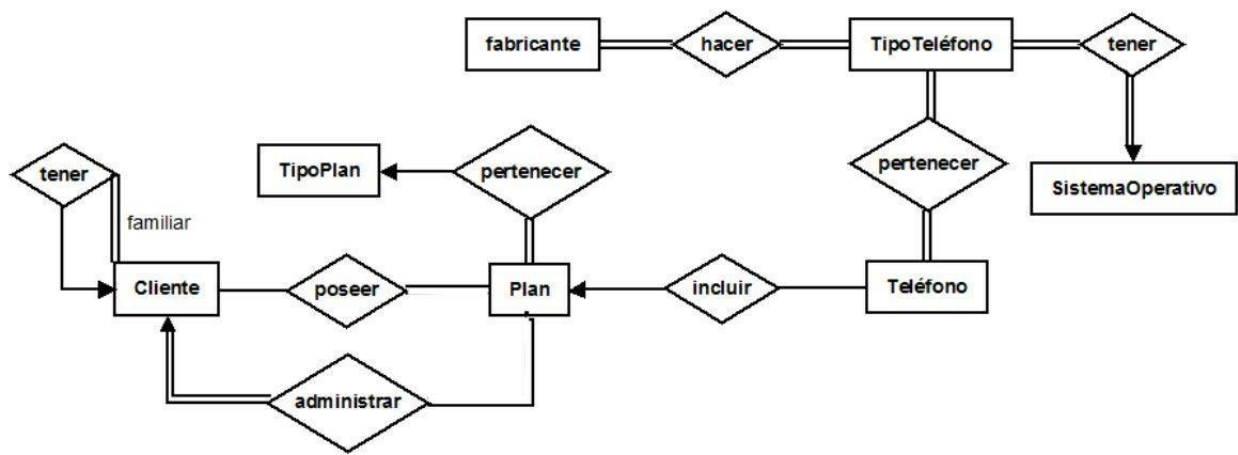 fabricante
hacer
TipoTeléfono
tener
tener
TipoPlan
pertenecer
pertenecer
SistemaOperativo
familiar
Cliente
poseer
Plan
incluir
Teléfono
administrar